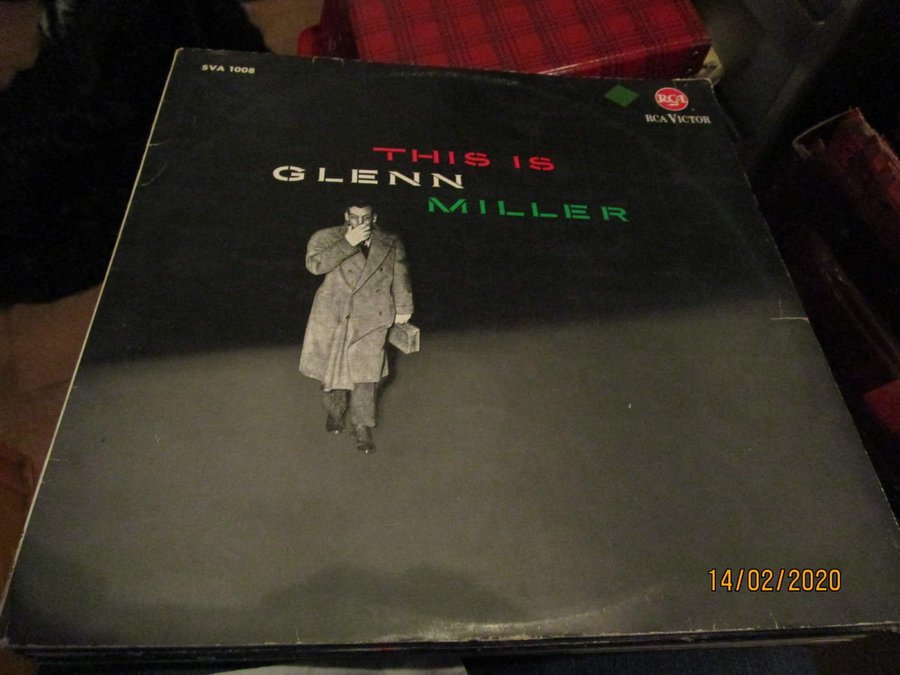 SVA 1008
RCA
RCA VICTOR
THIS IS
GLENN
MILLER
14/02/2020